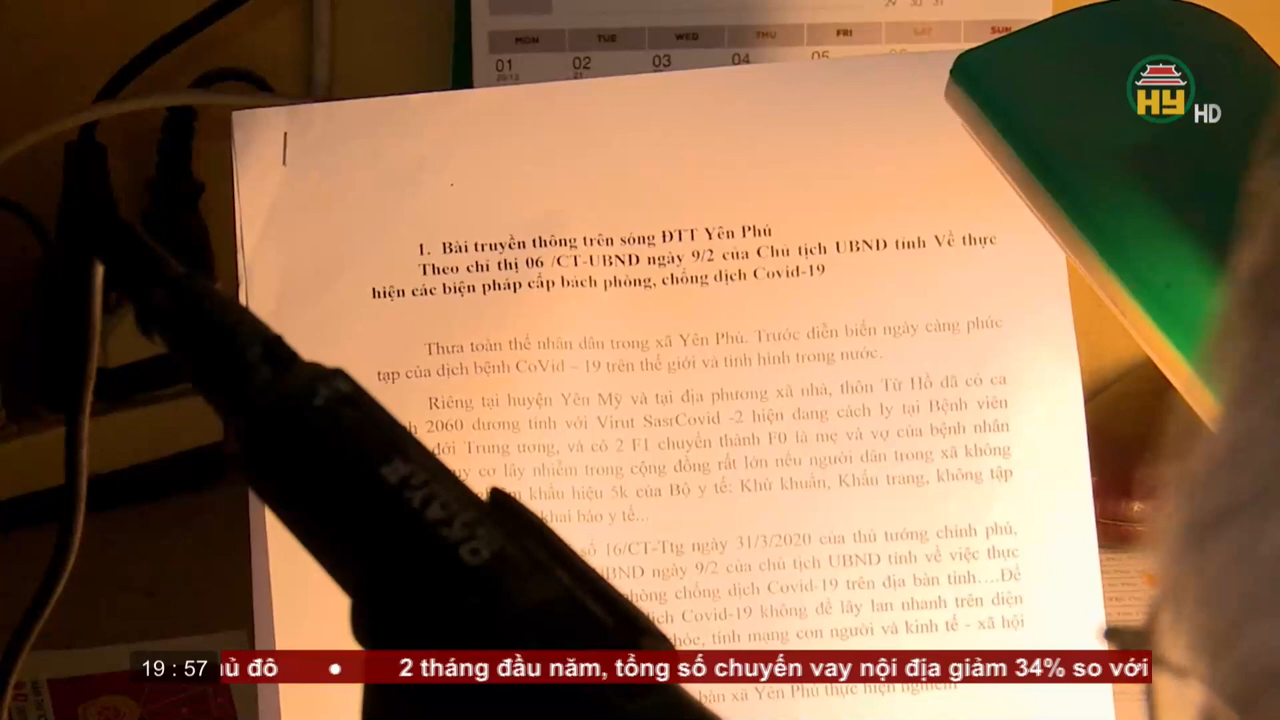 29 30 31
MON TUE WED THU FRI SAT SUN
01 02 03 04 05
HY HD
1. Bài truyền thông trên sóng ĐTT Yên Phú
Theo chỉ thị 06 /CT-UBND ngày 9/2 của Chủ tịch UBND tỉnh Về thực
hiện các biện pháp cấp bách phòng, chống dịch Covid-19
Thưa toàn thể nhân dân trong xã Yên Phú. Trước diễn biến ngày càng phức
tạp của dịch bệnh CoVid – 19 trên thế giới và tình hình trong nước.
Riêng tại huyện Yên Mỹ và tại địa phương xã nhà, thôn Từ Hồ đã có ca
2060 dương tính với Virut SasrCovid -2 hiện đang cách ly tại Bệnh viên
đới Trung ương, và có 2 F1 chuyển thành F0 là mẹ và vợ của bệnh nhân
cơ lây nhiễm trong cộng đồng rất lớn nếu người dân trong xã không
khẩu hiệu 5k của Bộ y tế: Khử khuẩn, Khẩu trang, không tập
khai báo y tế...
số 16/CT-Ttg ngày 31/3/2020 của thủ tướng chính phủ,
UBND ngày 9/2 của chủ tịch UBND tỉnh về việc thực
phòng chống dịch Covid-19 trên địa bàn tỉnh....Để
dịch Covid-19 không để lây lan nhanh trên diện
khỏe, tính mạng con người và kinh tế - xã hội
19 : 57 ủ đô ● 2 tháng đầu năm, tổng số chuyến vay nội địa giảm 34% so với
bàn xã Yên Phú thực hiện nghiêm